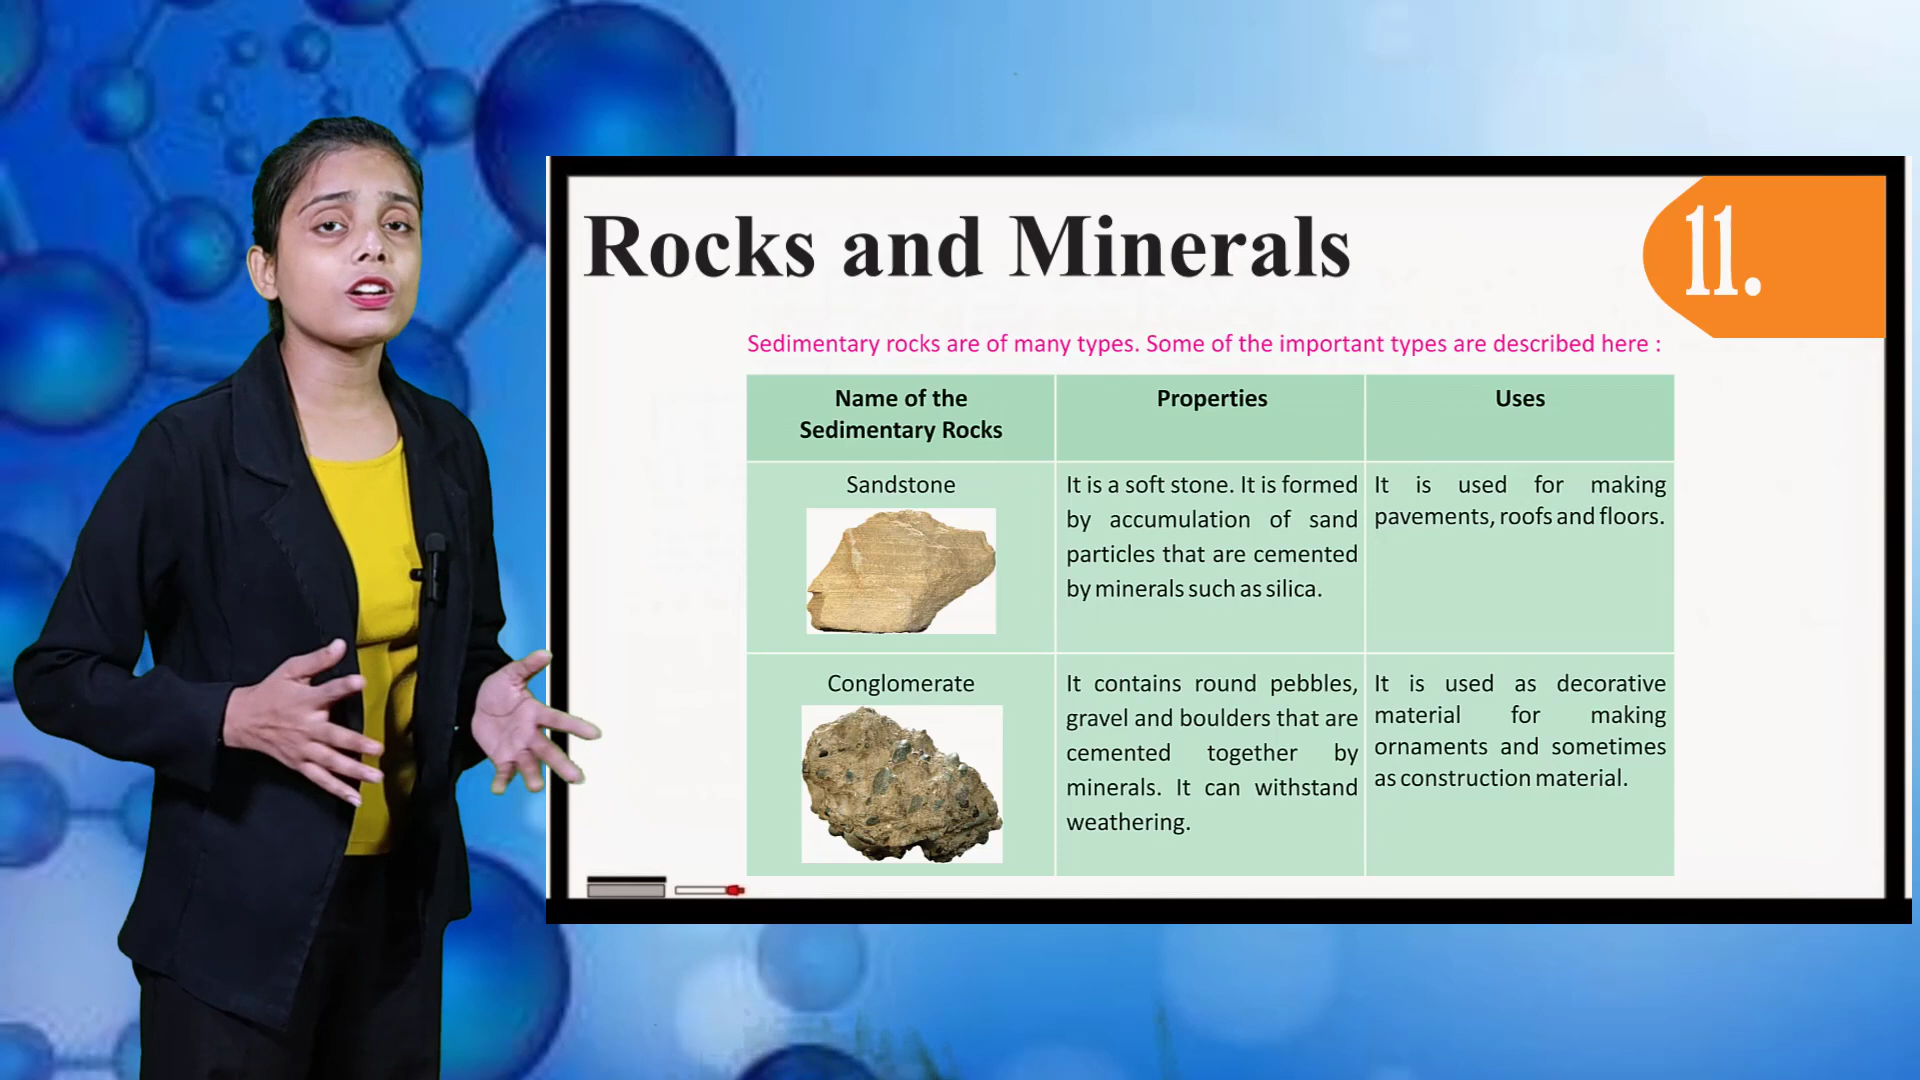 Rocks and Minerals
11.
Sedimentary rocks are of many types. Some of the important types are described here :
Name of the
Sedimentary Rocks
Properties
Uses
Sandstone
It is a soft stone. It is formed
by accumulation of sand
particles that are cemented
by minerals such as silica.
It is used for making
pavements, roofs and floors.
Conglomerate
It contains round pebbles,
gravel and boulders that are
cemented together by
minerals. It can withstand
weathering.
It is used as decorative
material for making
ornaments and sometimes
as construction material.